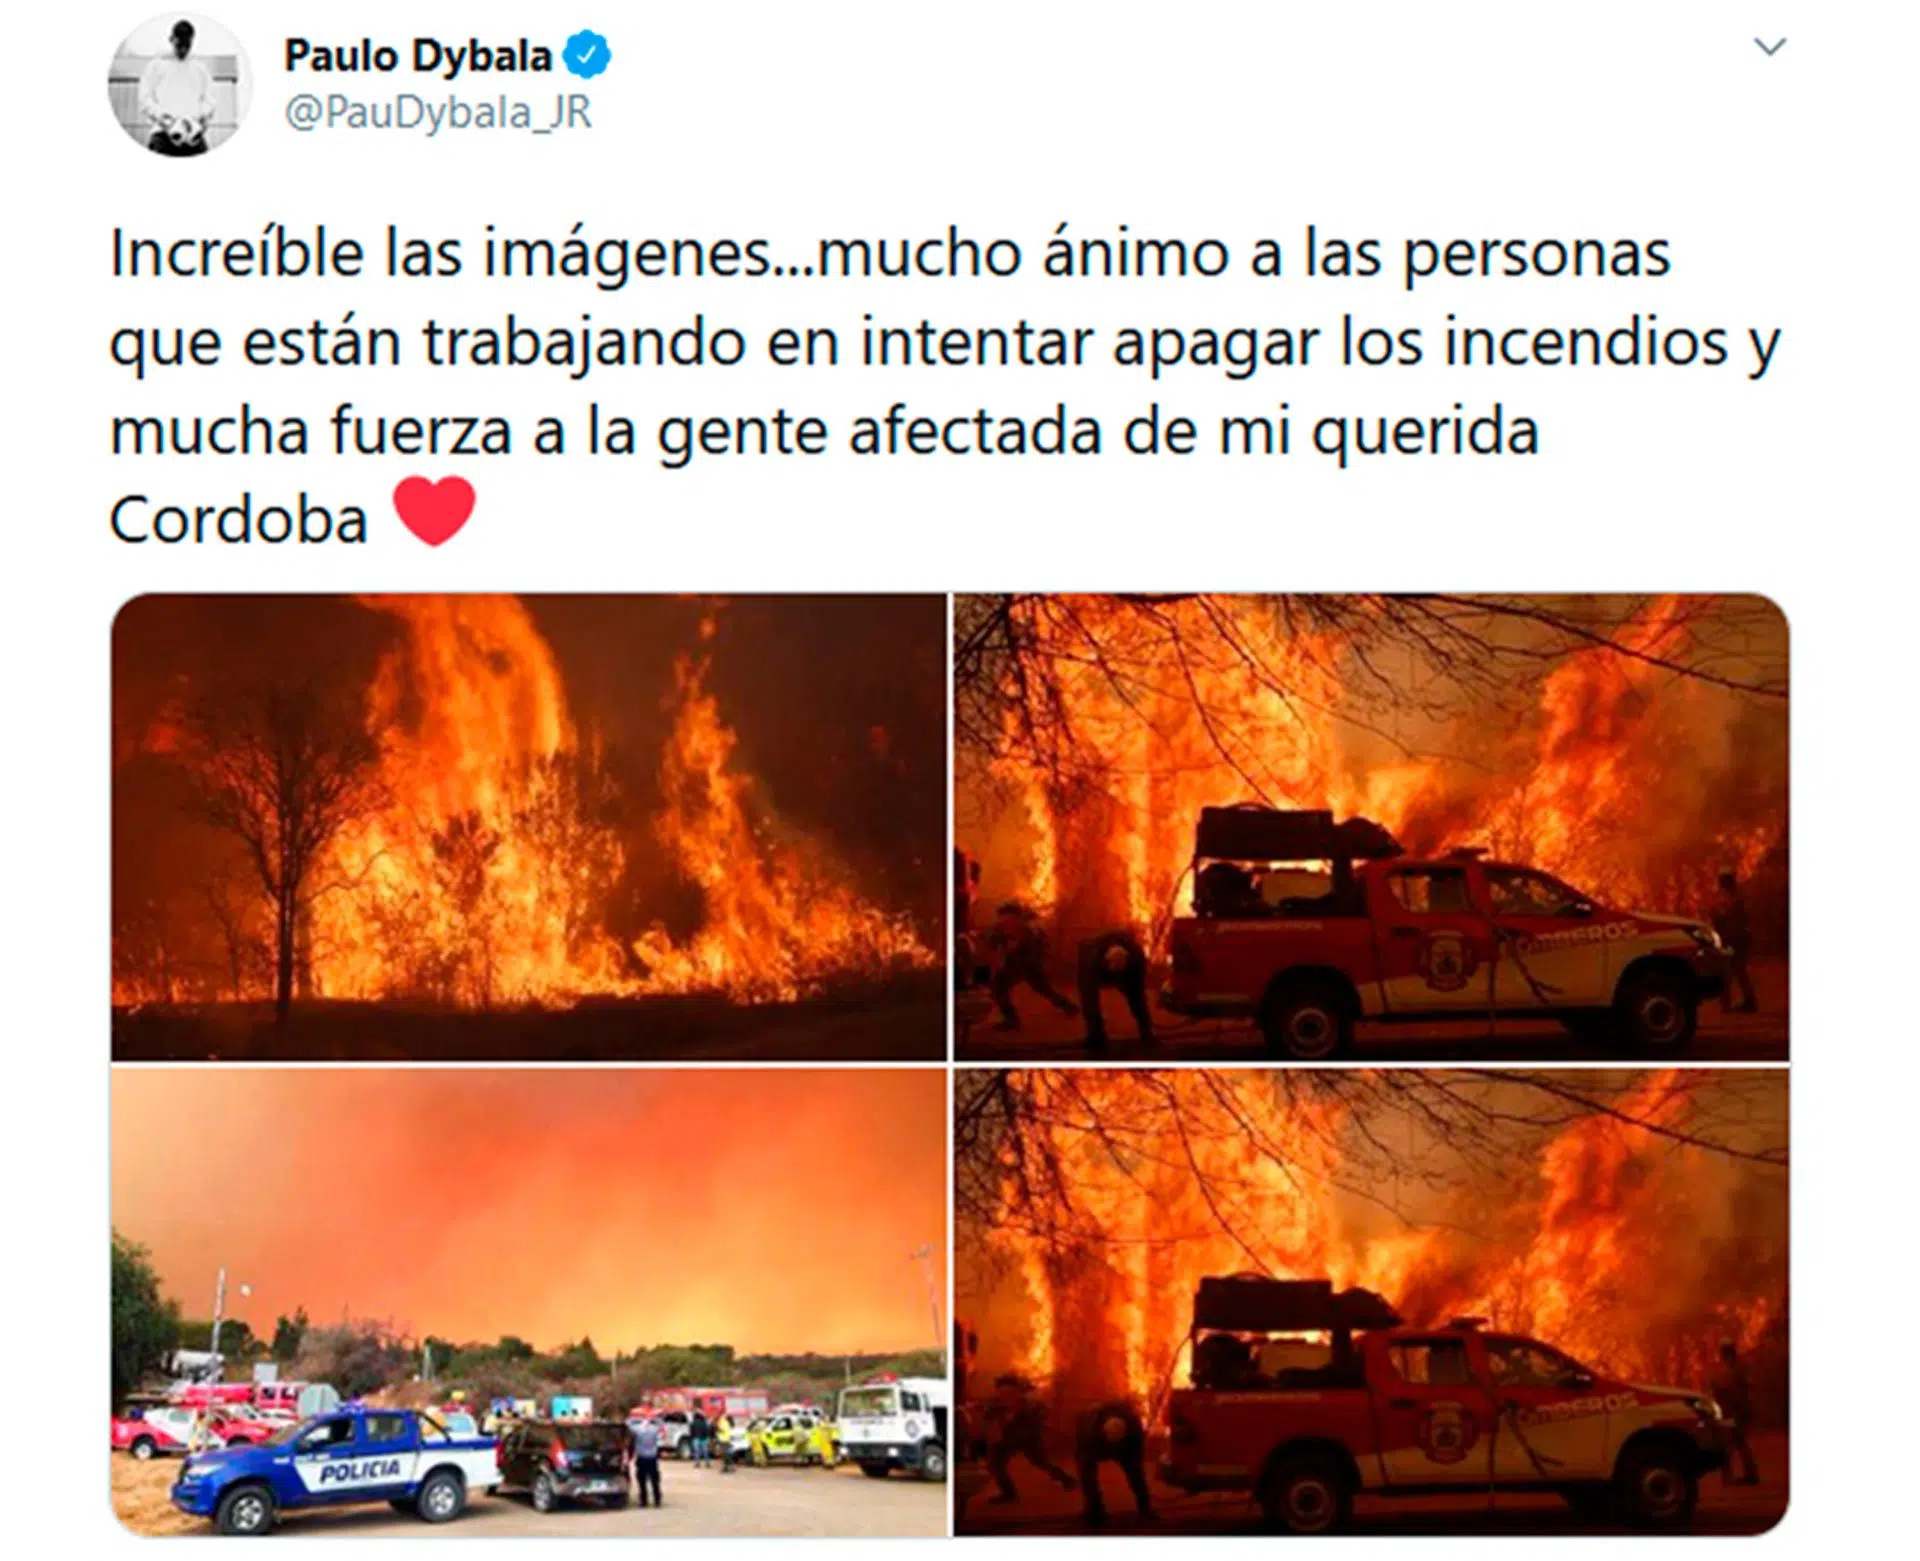 Paulo Dybala
@PauDybala_JR
Increíble las imágenes...mucho ánimo a las personas
que están trabajando en intentar apagar los incendios y
mucha fuerza a la gente afectada de mi querida
Cordoba ❤
BOMBEROS
POLICIA
BOMBEROS